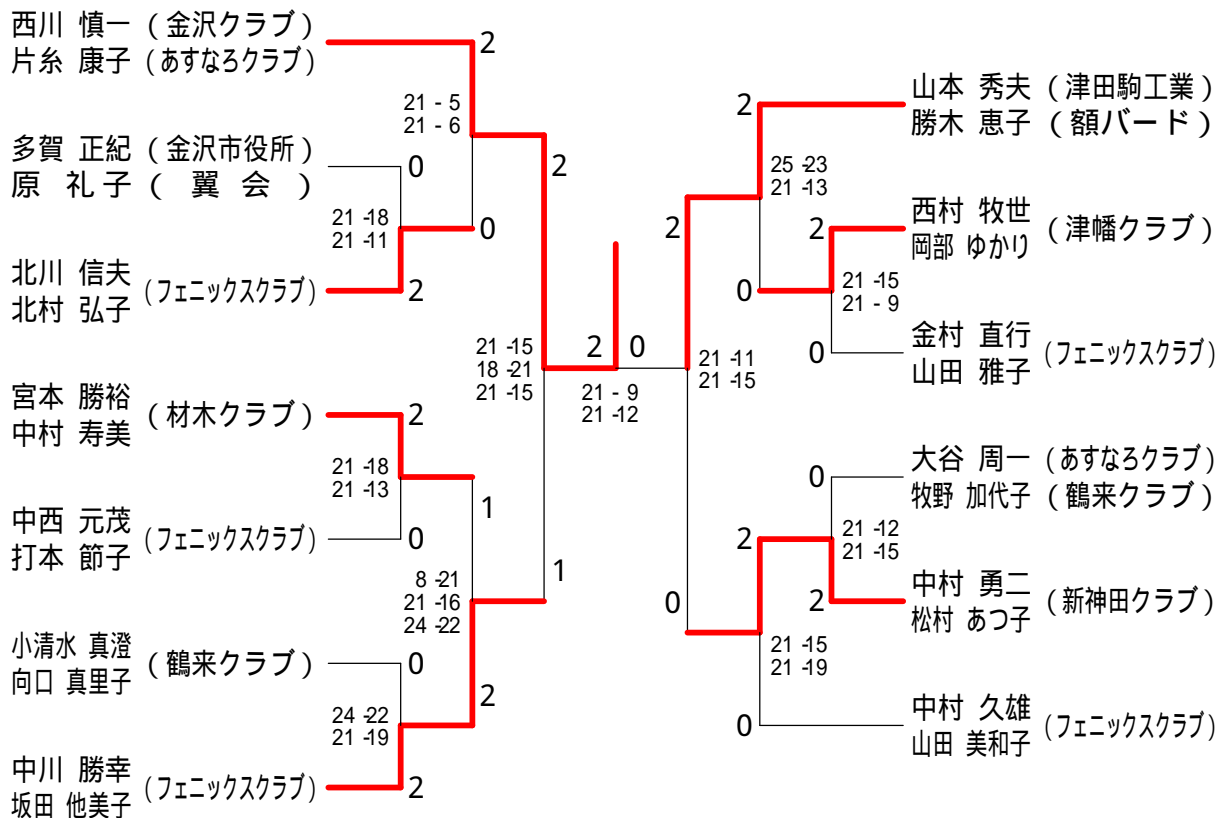 西川 慎一 (金沢クラブ)
片糸 康子 (あすなろクラブ)
2
21 - 5
21 - 6
多賀 正紀 (金沢市役所)
原 礼子 ( 翼 会 )
0
21 -18
21 -11
0
北川 信夫
北村 弘子
(フェニックスクラブ)
2
2
21 -15
18 -21
21 -15
宮本 勝裕
中村 寿美
(材木クラブ)
2
21 -18
21 -13
1
中西 元茂
打本 節子
(フェニックスクラブ)
0
8 -21
21 -16
24 -22
1
小清水 真澄
向口 真里子
(鶴来クラブ)
0
24 -22
21 -19
2
中川 勝幸
坂田 他美子
(フェニックスクラブ)
2
2 0
21 - 9
21 -12
山本 秀夫 (津田駒工業)
勝木 恵子 (額バード)
2
25 -23
21 -13
2
西村 牧世
岡部 ゆかり
(津幡クラブ)
2
21 -15
21 - 9
0
金村 直行
山田 雅子
(フェニックスクラブ)
0
21 -11
21 -15
大谷 周一 (あすなろクラブ)
牧野 加代子 (鶴来クラブ)
0
21 -12
21 -15
2
中村 勇二
松村 あつ子
(新神田クラブ)
2
0
21 -15
21 -19
中村 久雄
山田 美和子
(フェニックスクラブ)
0